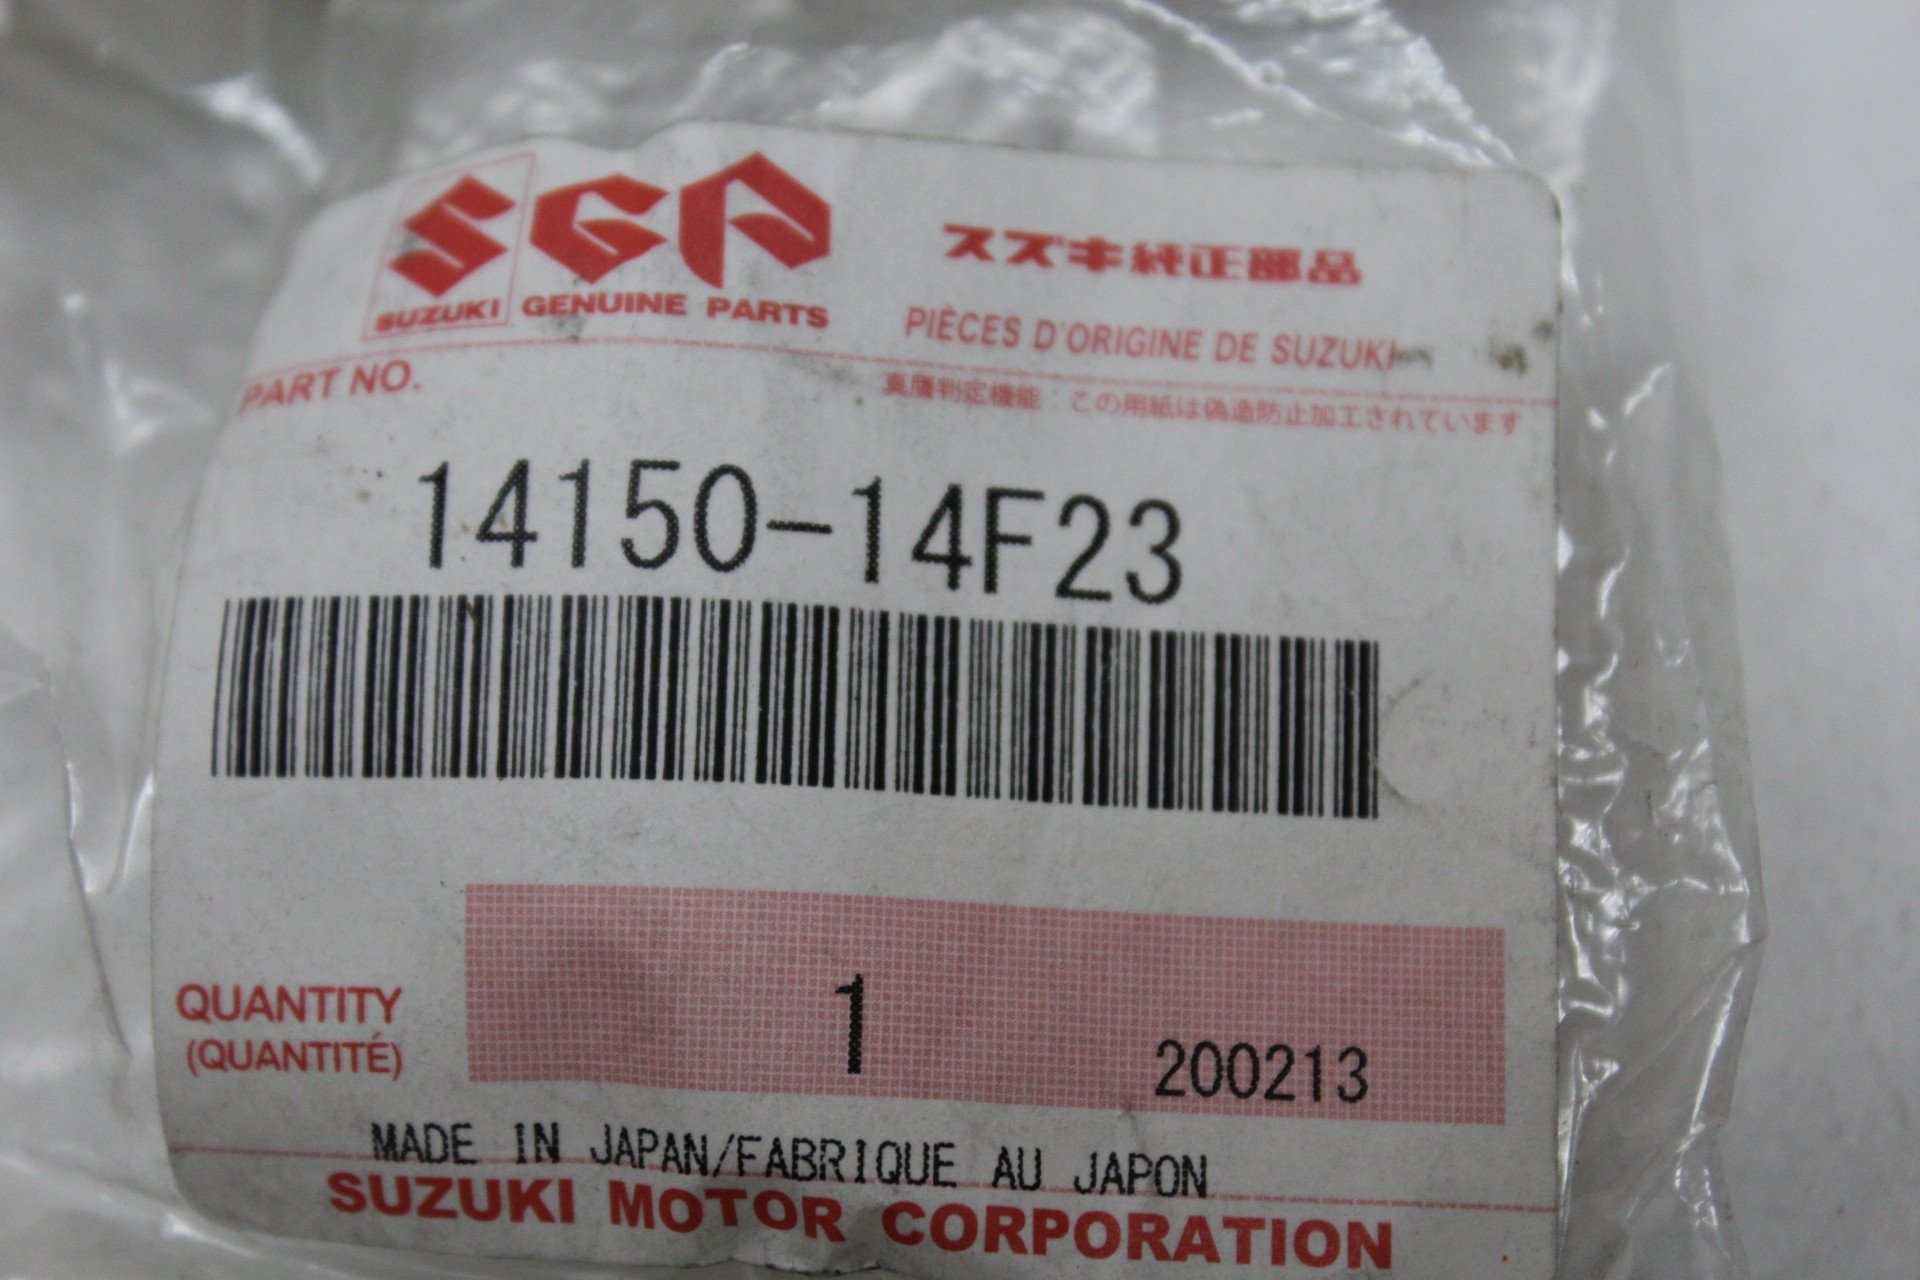 SGP
SUZUKI GENUINE PARTS
スズキ純正部品
PIÈCES D'ORIGINE DE SUZUKI
PART NO.
真贋判定機能：この用紙は偽造防止加工されています
14150-14F23
QUANTITY
(QUANTITÉ)
1
200213
MADE IN JAPAN/FABRIQUE AU JAPON
SUZUKI MOTOR CORPORATION